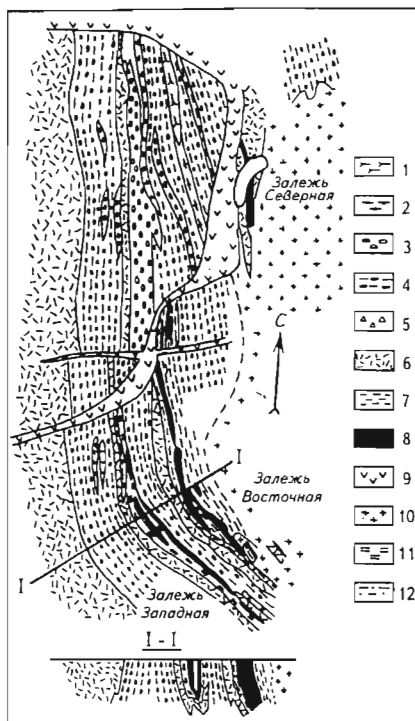 Залежь
Северная
С
I
Залежь
Восточная
I
Залежь
Западная
I - I
1
2
3
4
5
6
7
8
9
10
11
12